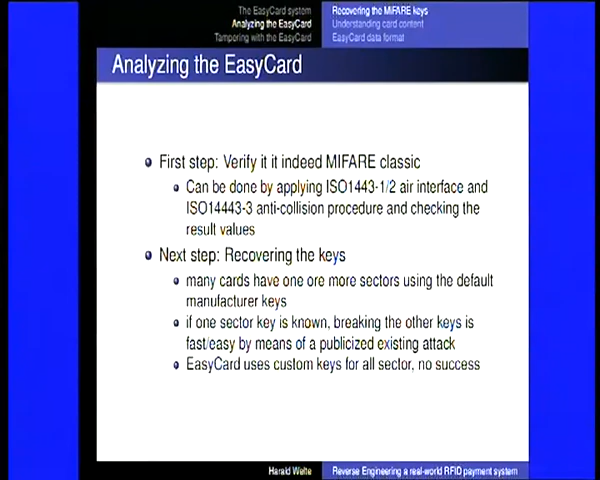 The EasyCard system
Analyzing the EasyCard
Tampering with the EasyCard
Recovering the MIFARE keys
Understanding card content
EasyCard data format
Analyzing the EasyCard
First step: Verify it it indeed MIFARE classic
Can be done by applying ISO1443-1/2 air interface and
ISO14443-3 anti-collision procedure and checking the
result values
Next step: Recovering the keys
many cards have one ore more sectors using the default
manufacturer keys
if one sector key is known, breaking the other keys is
fast/easy by means of a publicized existing attack
EasyCard uses custom keys for all sector, no success
Harald Welte
Reverse Engineering a real-world RFID payment system